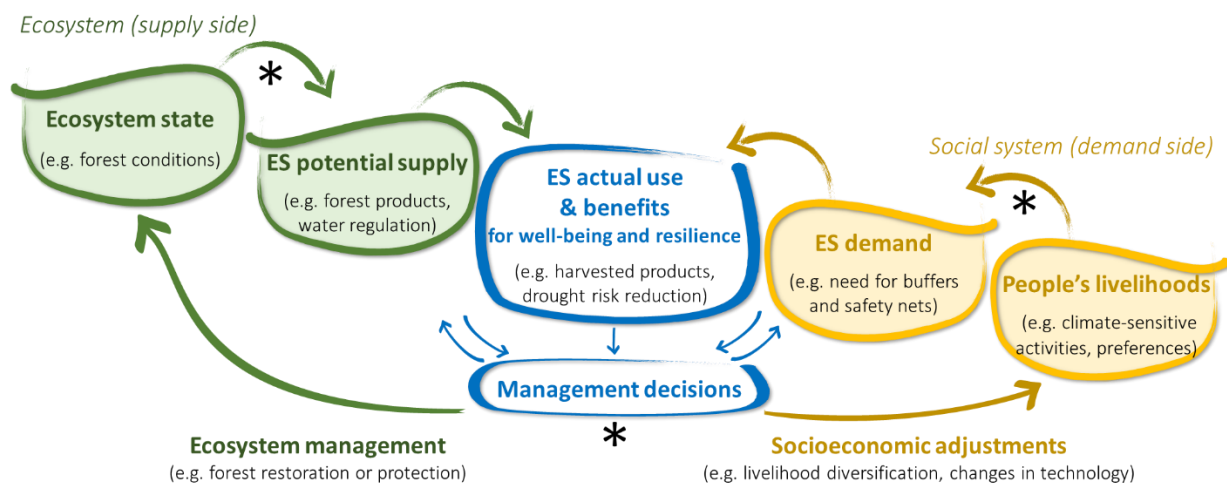 Ecosystem (supply side)
*
Ecosystem state
(e.g. forest conditions)
ES potential supply
(e.g. forest products,
water regulation)
ES actual use
& benefits
for well-being and resilience
(e.g. harvested products,
drought risk reduction)
Social system (demand side)
*
ES demand
(e.g. need for buffers
and safety nets)
People's livelihoods
(e.g. climate-sensitive
activities, preferences)
Management decisions
*
Ecosystem management
(e.g. forest restoration or protection)
Socioeconomic adjustments
(e.g. livelihood diversification, changes in technology)